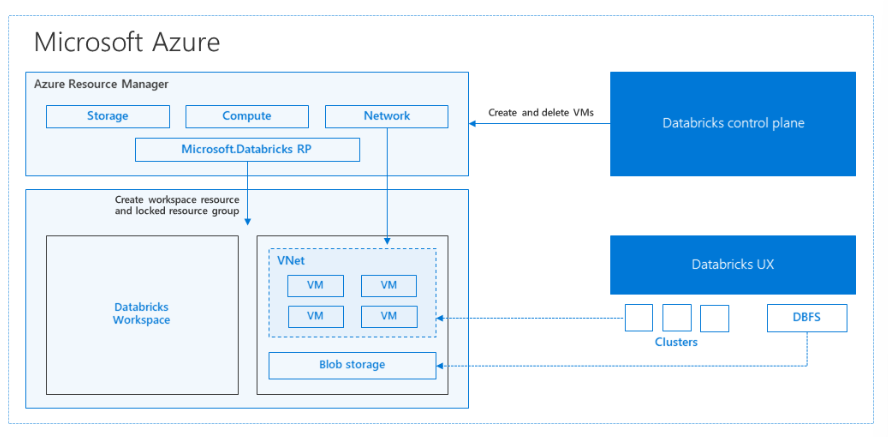 Microsoft Azure
Azure Resource Manager
Storage
Compute
Network
Microsoft.Databricks RP
Create and delete VMs
Databricks control plane
Create workspace resource
and locked resource group
Databricks
Workspace
VNet
VM
VM
VM
VM
Blob storage
Databricks UX
Clusters
DBFS